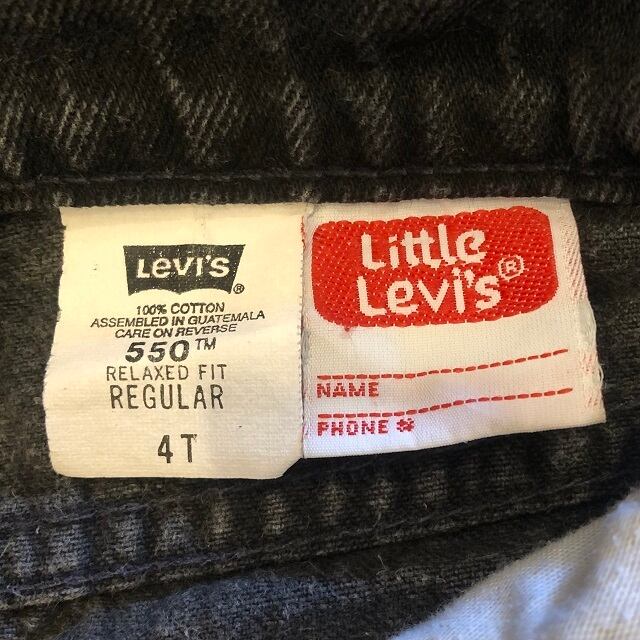 LEVI'S ®
100% COTTON
ASSEMBLED IN GUATEMALA
CARE ON REVERSE
550™
RELAXED FIT
REGULAR
4T
Little
Levi's®
NAME
PHONE #